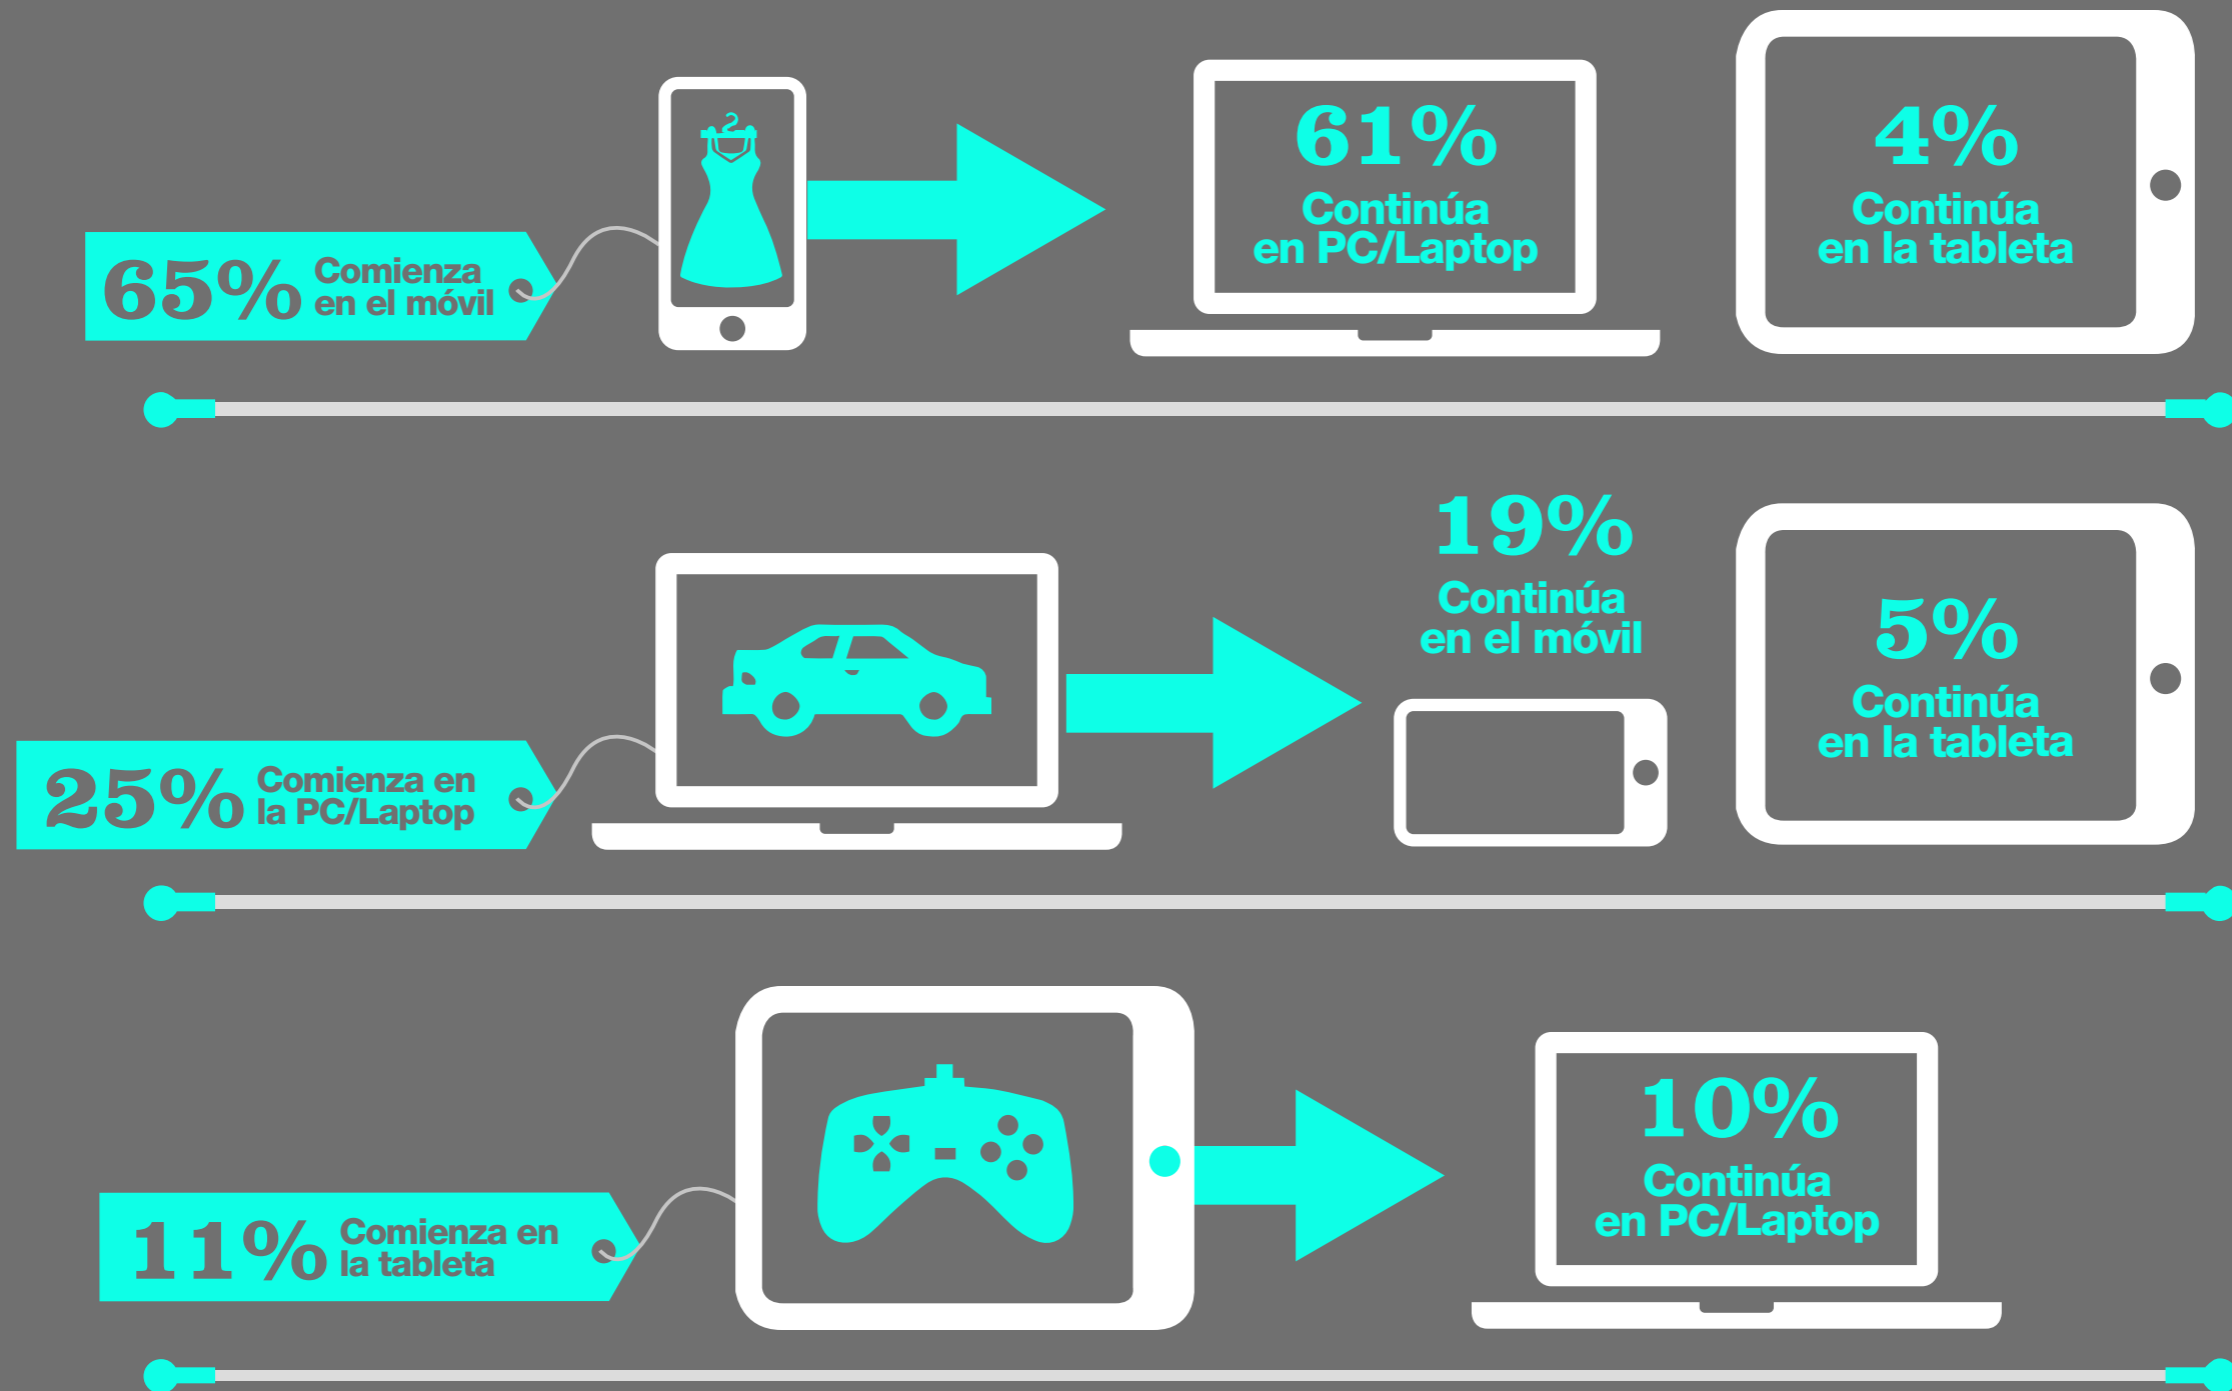 61%
Continúa
en PC/Laptop
4%
Continúa
en la tableta
65% Comienza
en el móvil
19%
Continúa
en el móvil
5%
Continúa
en la tableta
25% Comienza en
la PC/Laptop
10%
Continúa
en PC/Laptop
11% Comienza en
la tableta